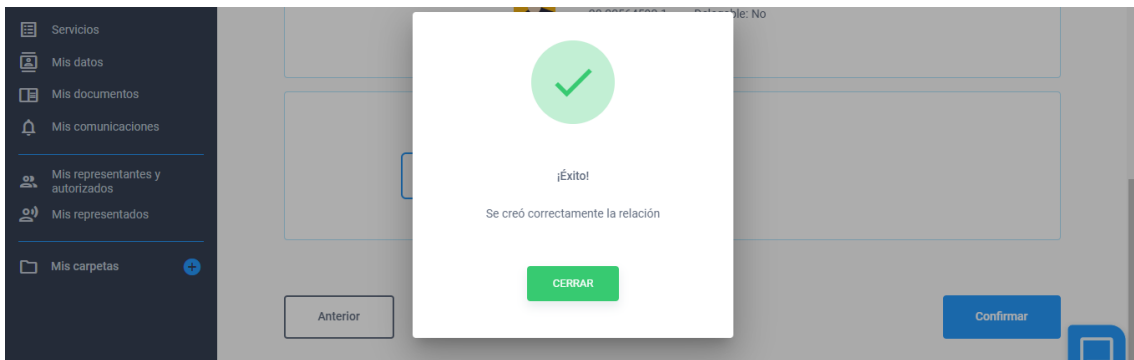 Servicios
Mis datos
Mis documentos
Mis comunicaciones
Mis representantes y
autorizados
Mis representados
Mis carpetas
No
¡Éxito!
Se creó correctamente la relación
CERRAR
Anterior
Confirmar